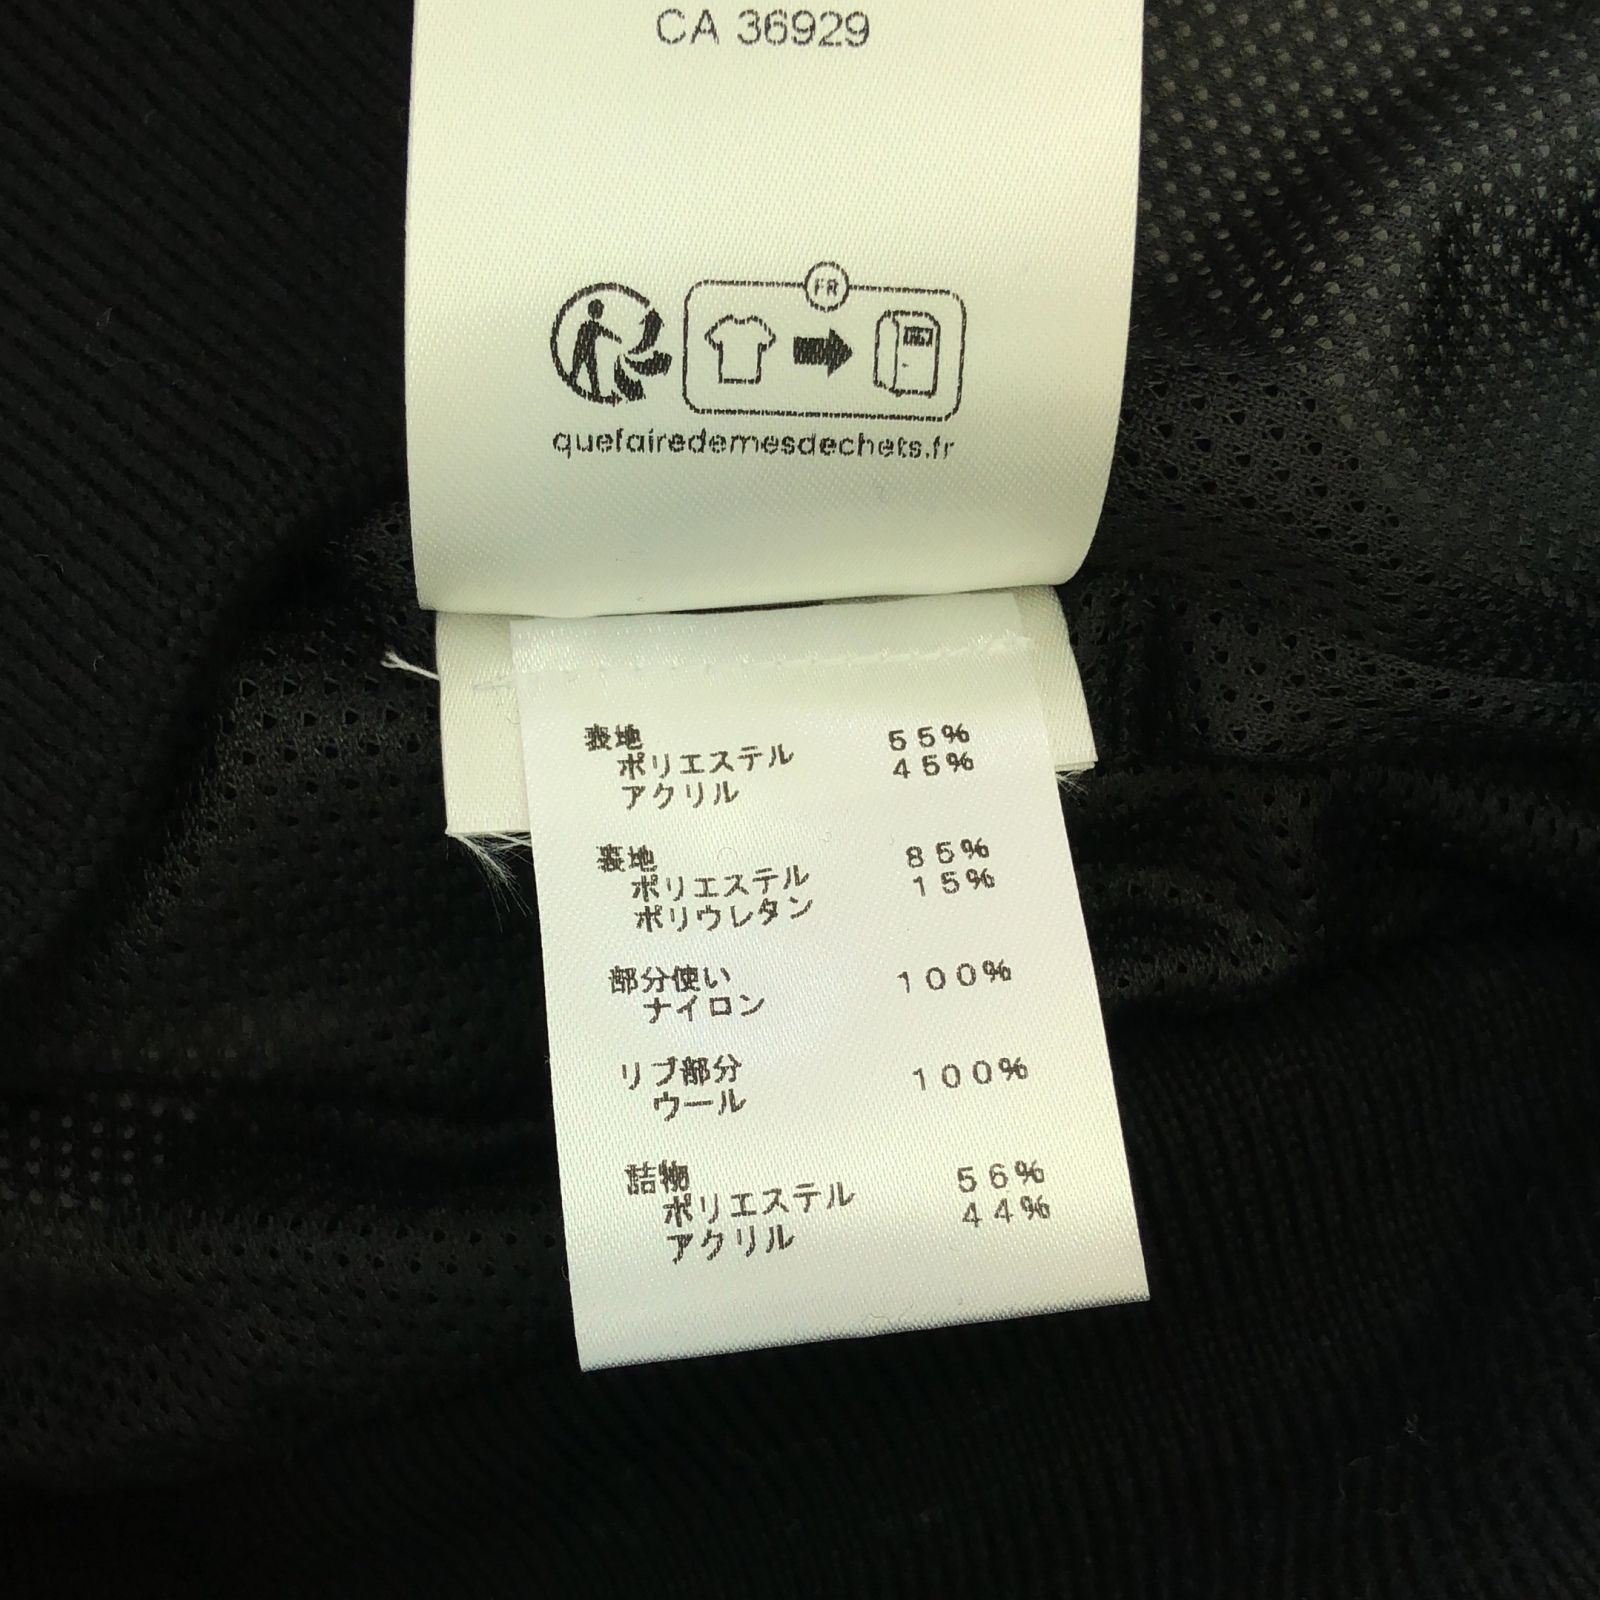 CA 36929
FR
quefairedemesdechets.fr
表地
ポリエステル 55%
アクリル 45%
表地
ポリエステル 85%
ポリウレタン 15%
部分使い
ナイロン 100%
リブ部分
ウール 100%
詰物
ポリエステル 56%
アクリル 44%